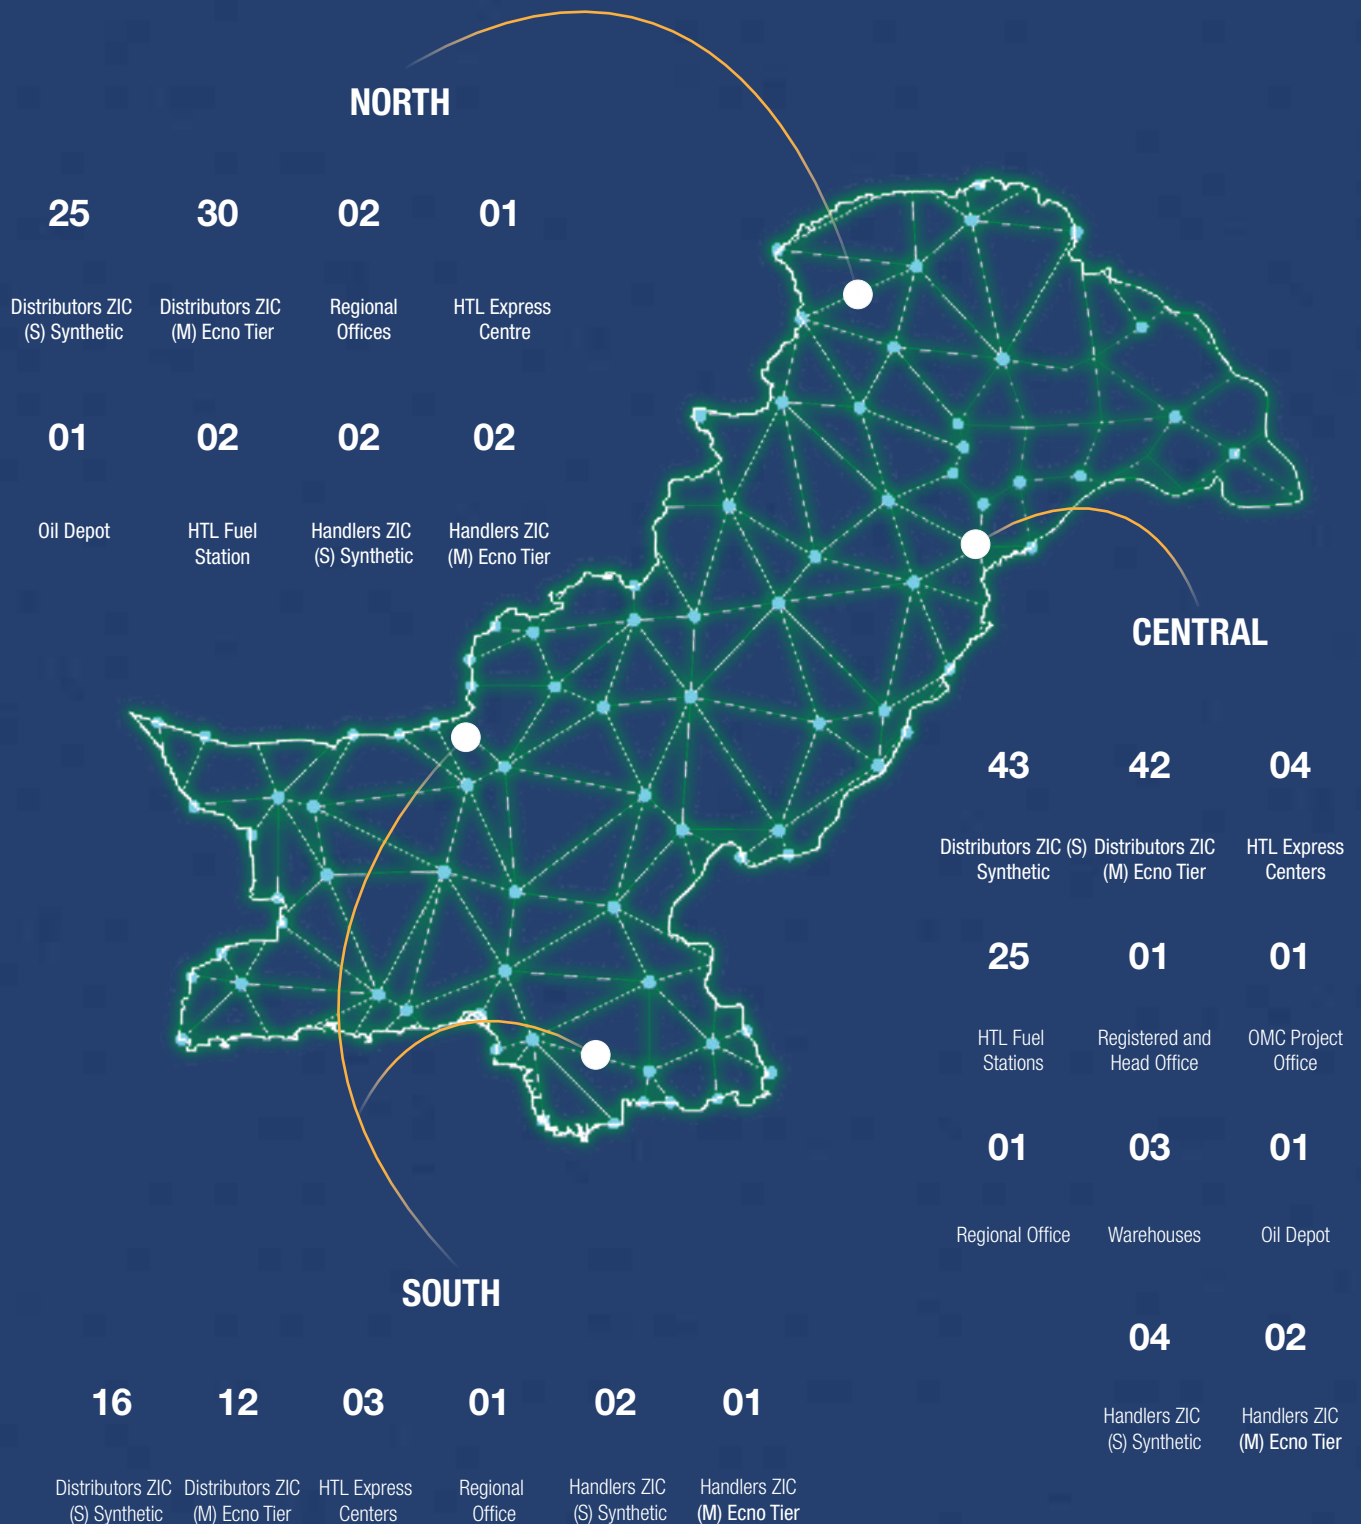 NORTH
25 30 02 01
Distributors ZIC Distributors ZIC Regional HTL Express
(S) Synthetic (M) Ecno Tier Offices Centre
01 02 02 02
Oil Depot HTL Fuel Handlers ZIC Handlers ZIC
Station (S) Synthetic (M) Ecno Tier
CENTRAL
43 42 04
Distributors ZIC (S) Distributors ZIC HTL Express
Synthetic (M) Ecno Tier Centers
25 01 01
HTL Fuel Registered and OMC Project
Stations Head Office Office
01 03 01
Regional Office Warehouses Oil Depot
04 02
Handlers ZIC Handlers ZIC
(S) Synthetic (M) Ecno Tier
SOUTH
16 12 03 01 02 01
Distributors ZIC Distributors ZIC HTL Express Regional Handlers ZIC Handlers ZIC
(S) Synthetic (M) Ecno Tier Centers Office (S) Synthetic (M) Ecno Tier